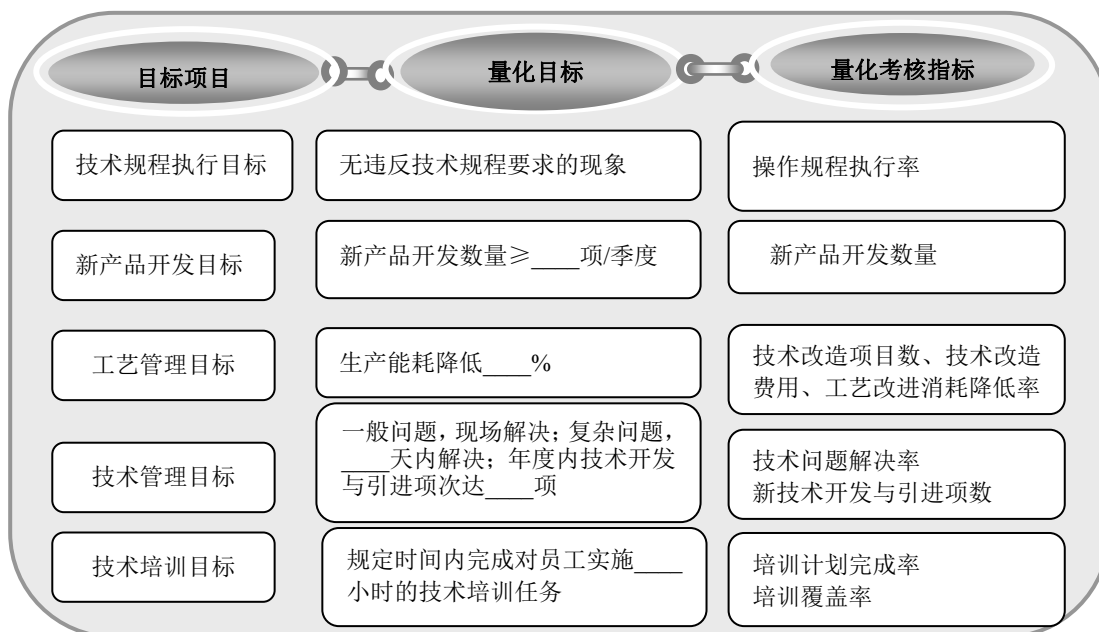 目标项目
量化目标
量化考核指标
技术规程执行目标
无违反技术规程要求的现象
操作规程执行率
新产品开发目标
新产品开发数量≥____项/季度
新产品开发数量
工艺管理目标
生产能耗降低____%
技术改造项目数、技术改造
费用、工艺改进消耗降低率
技术管理目标
一般问题，现场解决；复杂问题，
____天内解决；年度内技术开发
与引进项次达____项
技术问题解决率
新技术开发与引进项数
技术培训目标
规定时间内完成对员工实施____
小时的技术培训任务
培训计划完成率
培训覆盖率